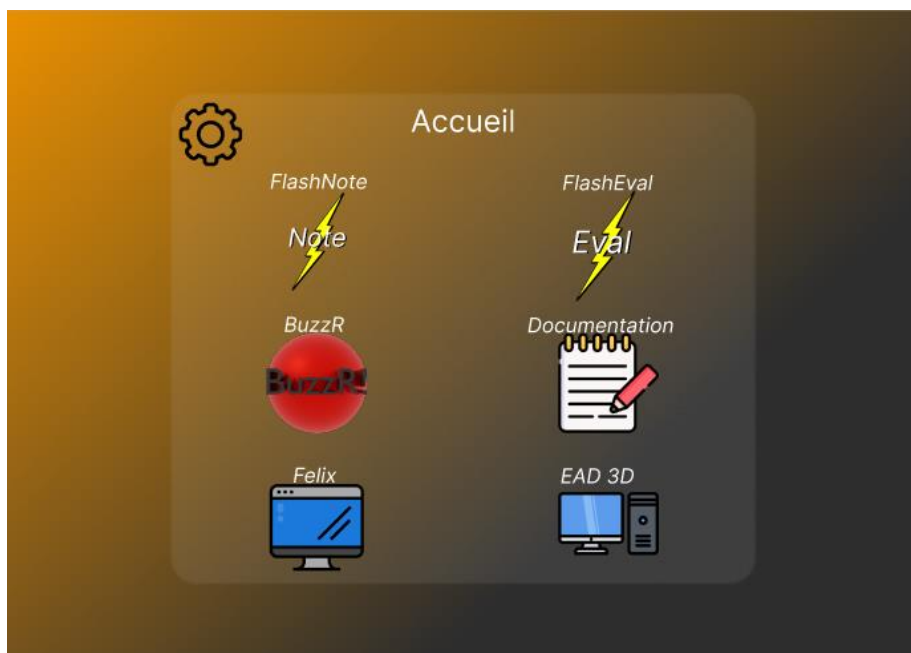 Accueil
FlashNote
FlashEval
Note
Eval
BuzzR
Documentation
BuzzR!
Felix
EAD 3D